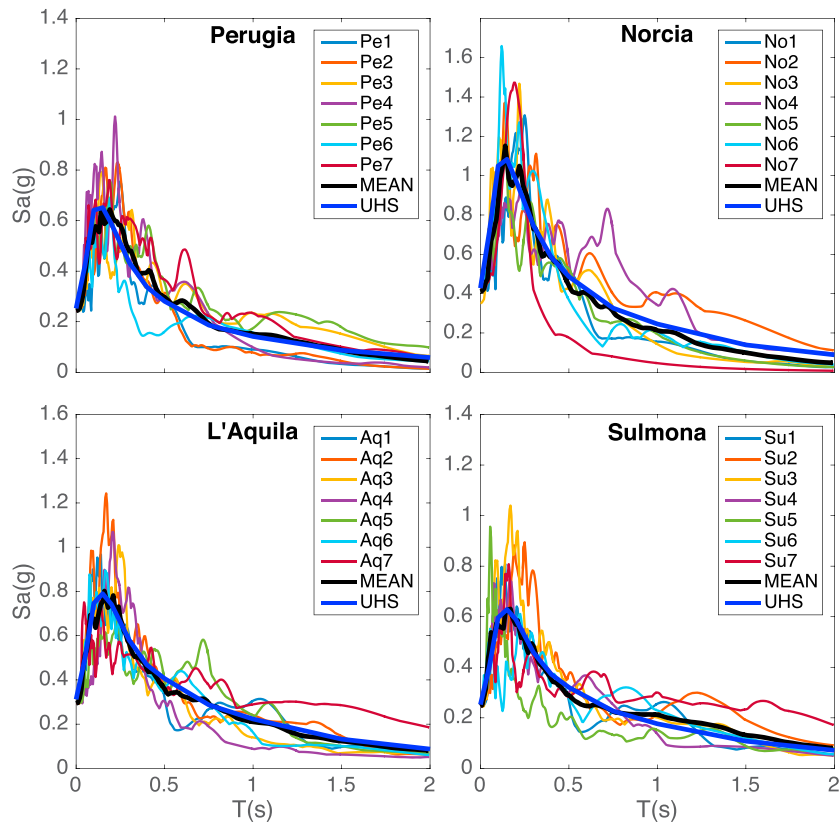 Perugia
Pe1
Pe2
Pe3
Pe4
Pe5
Pe6
Pe7
MEAN
UHS
1.4
1.2
1
0.8
0.6
0.4
0.2
0
Sa(g)
0
0.5
1
1.5
2
Norcia
No1
No2
No3
No4
No5
No6
No7
MEAN
UHS
1.6
1.4
1.2
1
0.8
0.6
0.4
0.2
0
0
0.5
1
1.5
2
L'Aquila
Aq1
Aq2
Aq3
Aq4
Aq5
Aq6
Aq7
MEAN
UHS
1.6
1.4
1.2
1
0.8
0.6
0.4
0.2
0
Sa(g)
0
0.5
1
1.5
2
T(s)
Sulmona
Su1
Su2
Su3
Su4
Su5
Su6
Su7
MEAN
UHS
1.4
1.2
1
0.8
0.6
0.4
0.2
0
0
0.5
1
1.5
2
T(s)